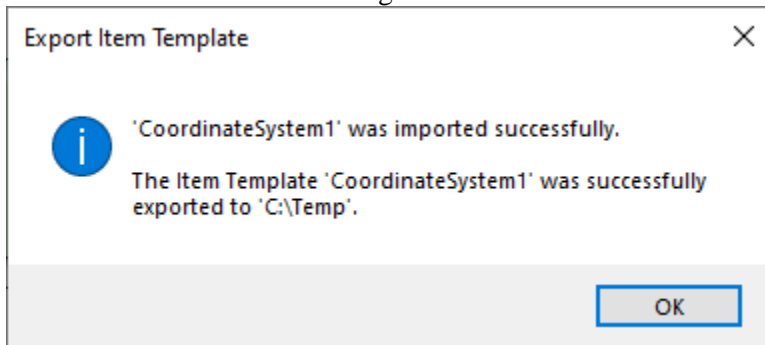 Export Item Template
'CoordinateSystem1' was imported successfully.
The Item Template 'CoordinateSystem1' was successfully
exported to 'C:\Temp'.
OK